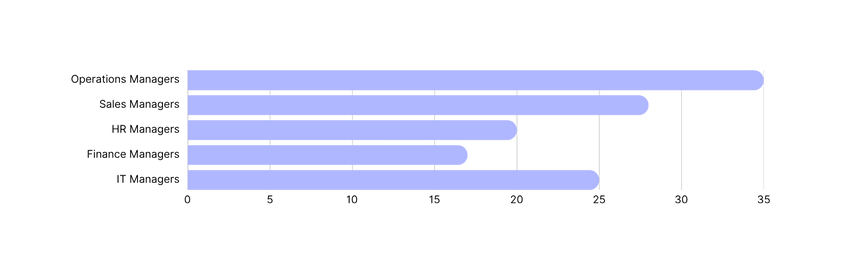 Operations Managers
Sales Managers
HR Managers
Finance Managers
IT Managers
0 5 10 15 20 25 30 35